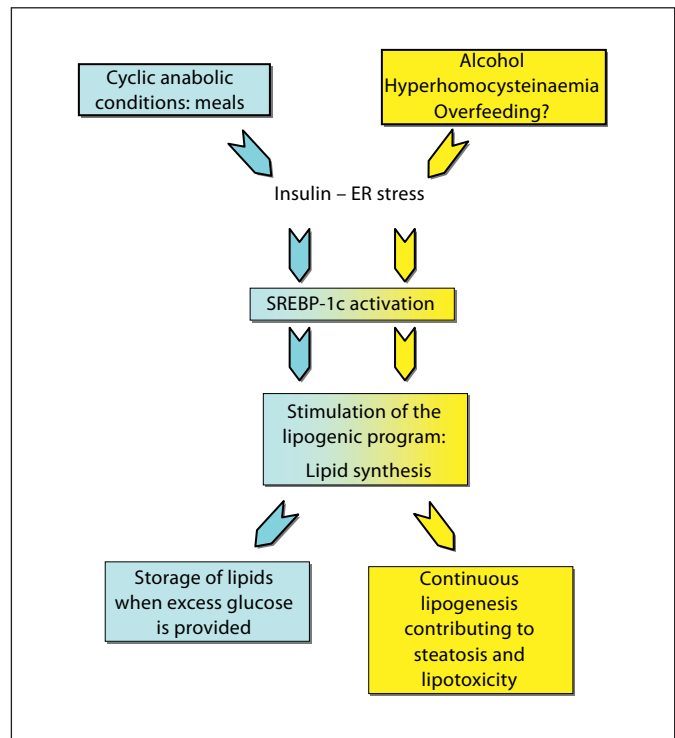 Cyclic anabolic
conditions: meals
Alcohol
Hyperhomocysteinaemia
Overfeeding?
Insulin – ER stress
SREBP-1c activation
Stimulation of the
lipogenic program:
Lipid synthesis
Storage of lipids
when excess glucose
is provided
Continuous
lipogenesis
contributing to
steatosis and
lipotoxicity